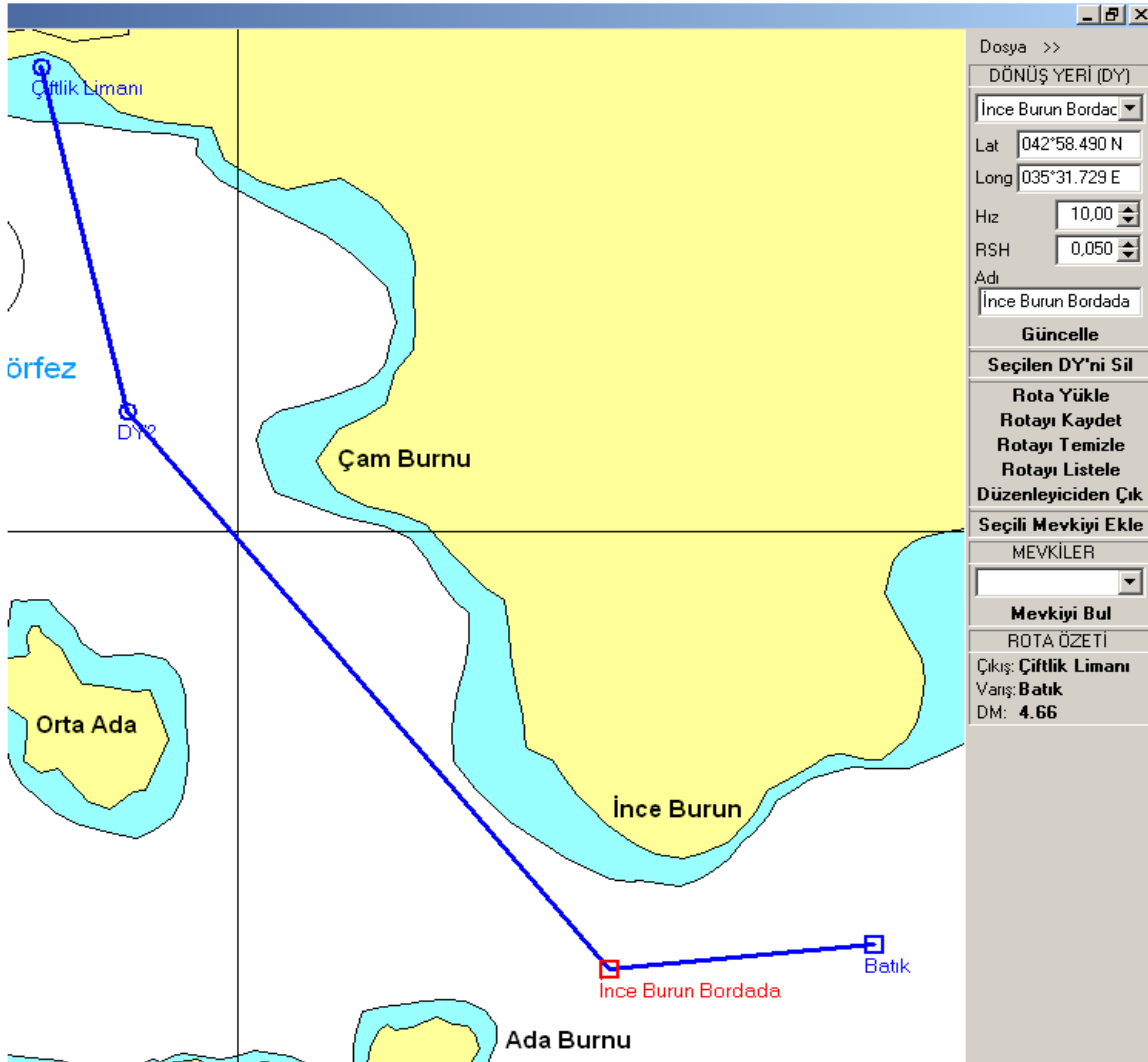 Çiftlik Limanı
örfez
DY2
Çam Burnu
Orta Ada
İnce Burun
Batık
İnce Burun Bordada
Ada Burnu
Dosya >>
DÖNÜŞ YERİ (DY)
İnce Burun Bordac
Lat 042°58.490 N
Long 035°31.729 E
Hız 10,00
RSH 0,050
Adı
İnce Burun Bordada
Güncelle
Seçilen DY'ni Sil
Rota Yükle
Rotayı Kaydet
Rotayı Temizle
Rotayı Listele
Düzenleyiciden Çık
Seçili Mevkiyi Ekle
MEVKİLER
Mevkiyi Bul
ROTA ÖZETİ
Çıkış: Çiftlik Limanı
Varış: Batık
DM: 4.66